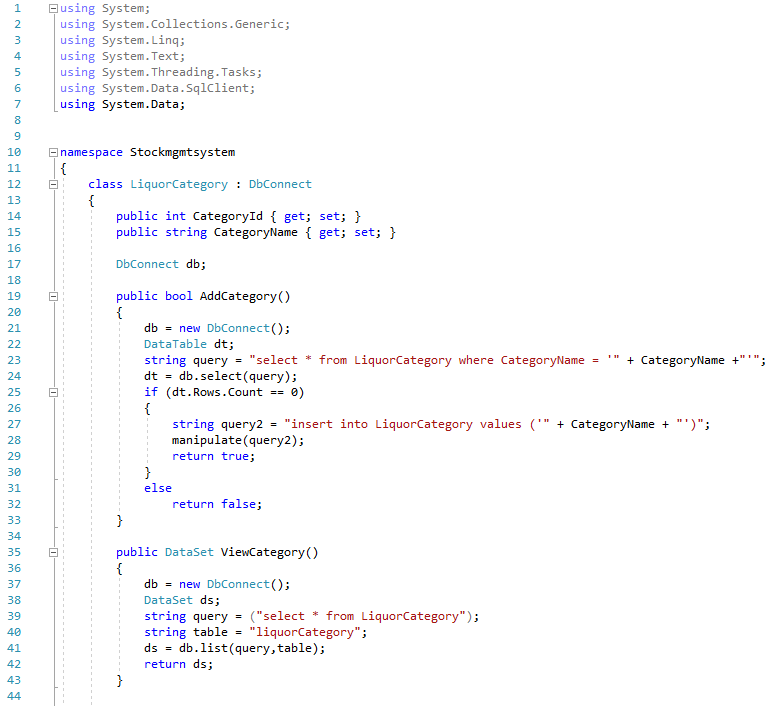 1 using System;
2 using System.Collections.Generic;
3 using System.Linq;
4 using System.Text;
5 using System.Threading.Tasks;
6 using System.Data.SqlClient;
7 using System.Data;
8
9
10 namespace Stockmgmtsystem
11 {
12 class LiquorCategory : DbConnect
13 {
14 public int CategoryId { get; set; }
15 public string CategoryName { get; set; }
16
17 DbConnect db;
18
19 public bool AddCategory()
20 {
21 db = new DbConnect();
22 DataTable dt;
23 string query = "select * from LiquorCategory where CategoryName = '" + CategoryName +"'";
24 dt = db.select(query);
25 if (dt.Rows.Count == 0)
26 {
27 string query2 = "insert into LiquorCategory values ('" + CategoryName + "')";
28 manipulate(query2);
29 return true;
30 }
31 else
32 return false;
33 }
34
35 public DataSet ViewCategory()
36 {
37 db = new DbConnect();
38 DataSet ds;
39 string query = ("select * from LiquorCategory");
40 string table = "liquorCategory";
41 ds = db.list(query,table);
42 return ds;
43 }
44